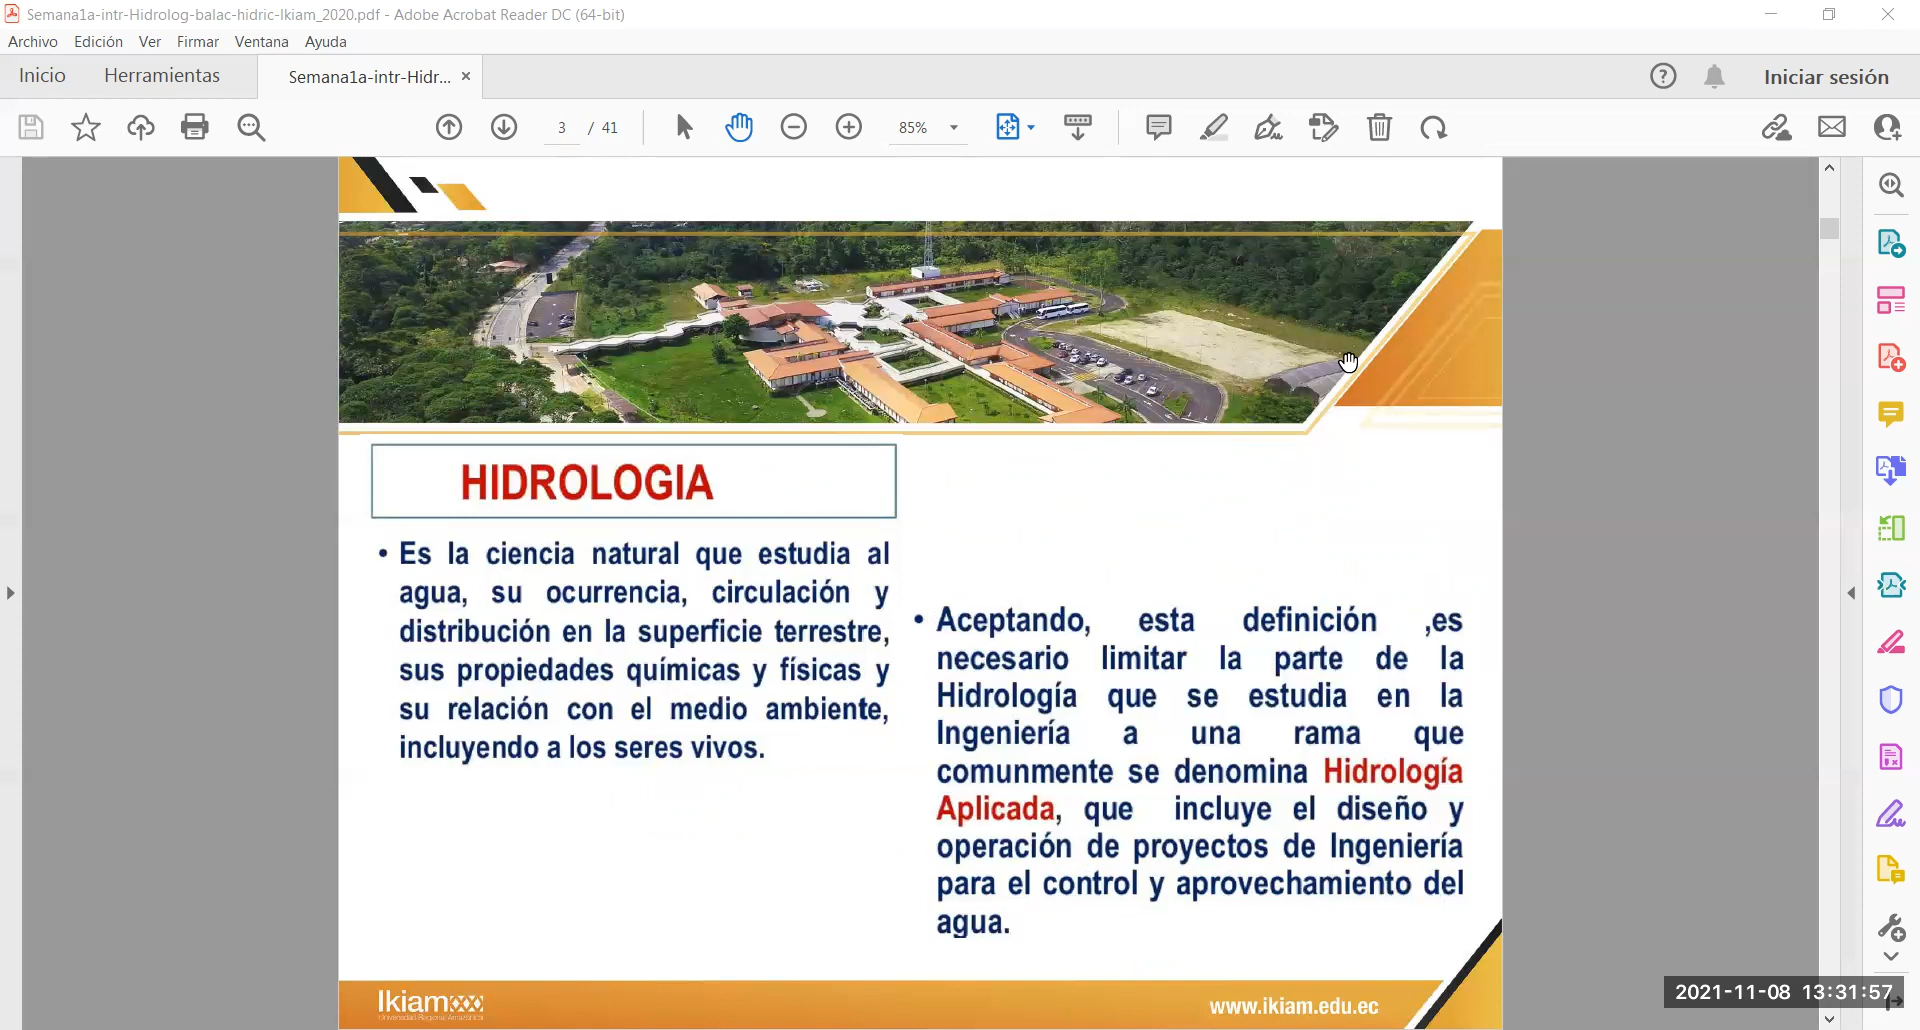 Semana1a-intr-Hidrolog-balac-hidric-Ikiam_2020.pdf - Adobe Acrobat Reader DC (64-bit)
Archivo Edición Ver Firmar Ventana Ayuda
Inicio Herramientas Semana1a-intr-Hidr... × Iniciar sesión
3 / 41 85%
HIDROLOGIA
• Es la ciencia natural que estudia al
agua, su ocurrencia, circulación y
distribución en la superficie terrestre,
sus propiedades químicas y físicas y
su relación con el medio ambiente,
incluyendo a los seres vivos.
• Aceptando, esta definición ,es
necesario limitar la parte de la
Hidrología que se estudia en la
Ingeniería a una rama que
comunmente se denomina Hidrología
Aplicada, que incluye el diseño y
operación de proyectos de Ingeniería
para el control y aprovechamiento del
agua.
Ikiam
Universidad Regional Amazónica
www.ikiam.edu.ec
2021-11-08 13:31:57